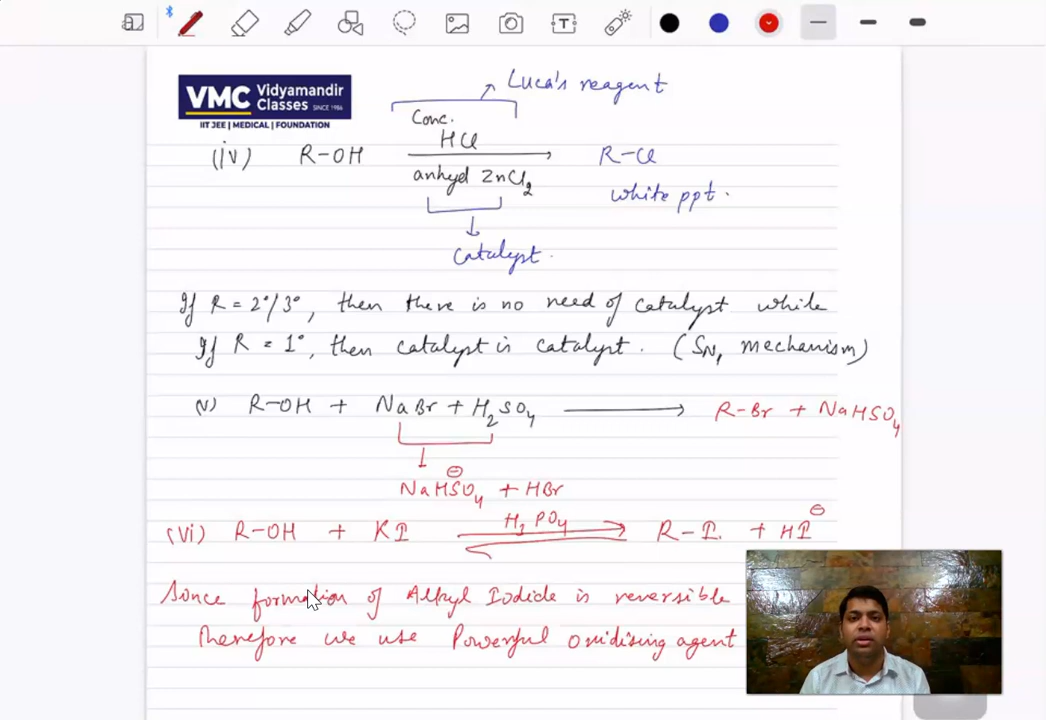 VMC Vidyamandir
Classes SINCE 1986
IIT JEE | MEDICAL | FOUNDATION
Luca's reagent
Conc.
HCl
(iv) R-OH ⟶ R-Cl
anhyd ZnCl₂
white ppt.
Catalyst.
If R = 2°/3°, then there is no need of catalyst while
If R = 1°, then catalyst is catalyst. (SN₁ mechanism)
(v) R-OH + NaBr + H₂SO₄ ⟶ R-Br + NaHSO₄
NaHSO₄⊖ + HBr
H₃PO₄
(vi) R-OH + KI ⇌ R-I. + HI⊖
Since formation of Alkyl Iodide is reversible
therefore we use Powerful oxidising agent